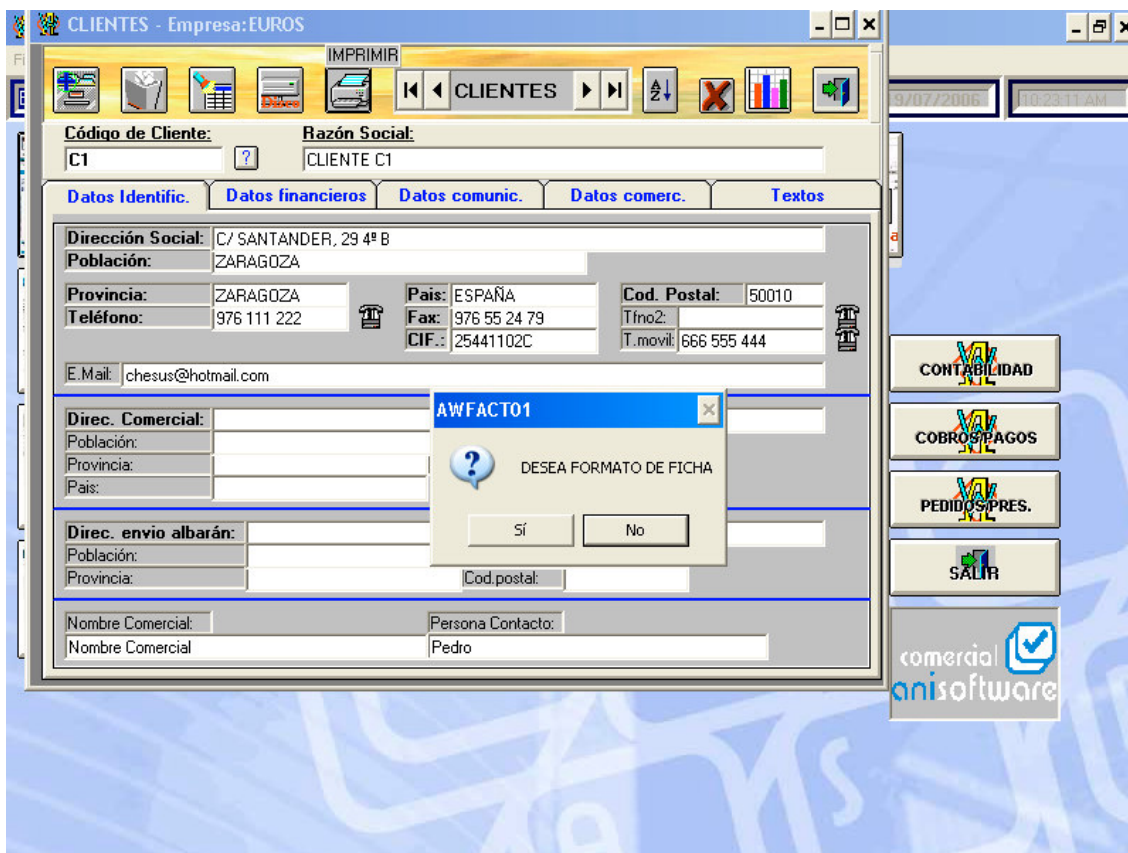 CLIENTES - Empresa:EUROS
IMPRIMIR
CLIENTES
9/07/2006
10:23:11 AM
Código de Cliente:
Razón Social:
C1
?
CLIENTE C1
Datos Identific.
Datos financieros
Datos comunic.
Datos comerc.
Textos
Dirección Social: C/ SANTANDER, 29 4º B
Población: ZARAGOZA
Provincia: ZARAGOZA Pais: ESPAÑA Cod. Postal: 50010
Teléfono: 976 111 222 Fax: 976 55 24 79 Tfno2:
CIF.: 25441102C T.movil: 666 555 444
E.Mail: chesus@hotmail.com
CONTABILIDAD
AWFACTO1
Direc. Comercial:
Población:
COBROS/PAGOS
Provincia:
DESEA FORMATO DE FICHA
Pais:
PEDIDOS/PRES.
Direc. envio albarán:
Sí No
Población:
Provincia: Cod.postal:
SALIR
Nombre Comercial: Persona Contacto:
Nombre Comercial Pedro
comercial
anisoftware